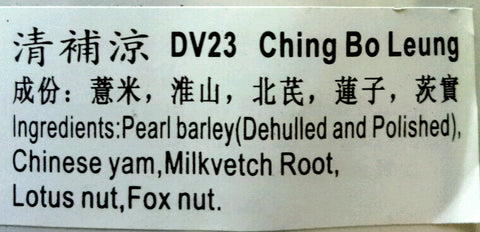 清補涼 DV23 Ching Bo Leung
成份：薏米，淮山，北芪，蓮子，茨實
Ingredients:Pearl barley(Dehulled and Polished),
Chinese yam,Milkvetch Root,
Lotus nut,Fox nut.